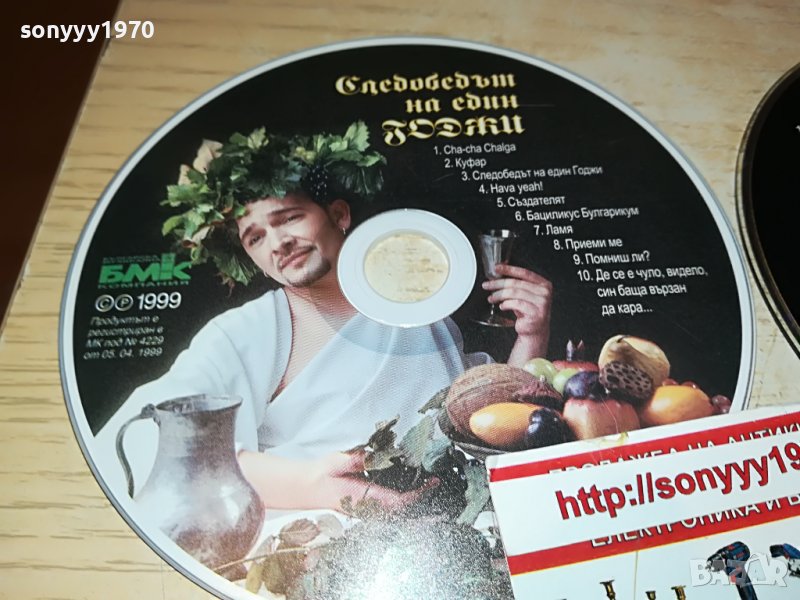 sonyyy1970
Следобедът
на един
ГОДЖИ
1. Cha-cha Chalga
2. Куфар
3. Следобедът на един Годжи
4. Hava yeah!
5. Създателят
6. Бациликус Булгарикум
7. Ламя
8. Приеми ме
9. Помниш ли?
10. Де се е чуло, видело,
син баща вързан
да кара...
БМК
КОМПАНИЯ
© ℗ 1999
Продуктът е
регистриран в
МК под № 4229
от 05. 04. 1999
http://sonyyy19
ЕЛЕКТРОНИКА И
BAZAR